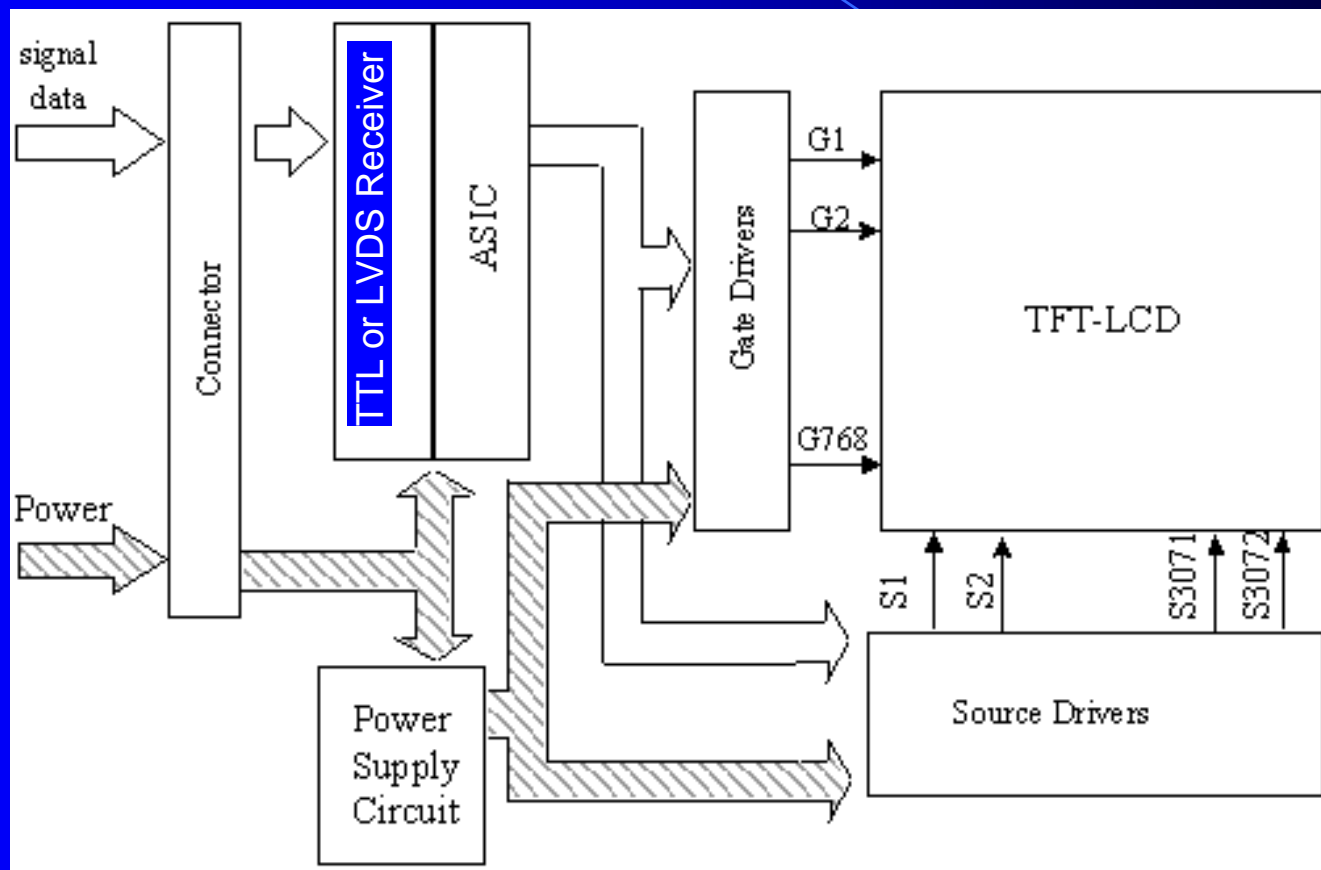 signal
data
Power
Connector
TTL or LVDS Receiver
ASIC
Power
Supply
Circuit
Gate Drivers
G1
G2
G768
TFT-LCD
S1
S2
S3071
S3072
Source Drivers